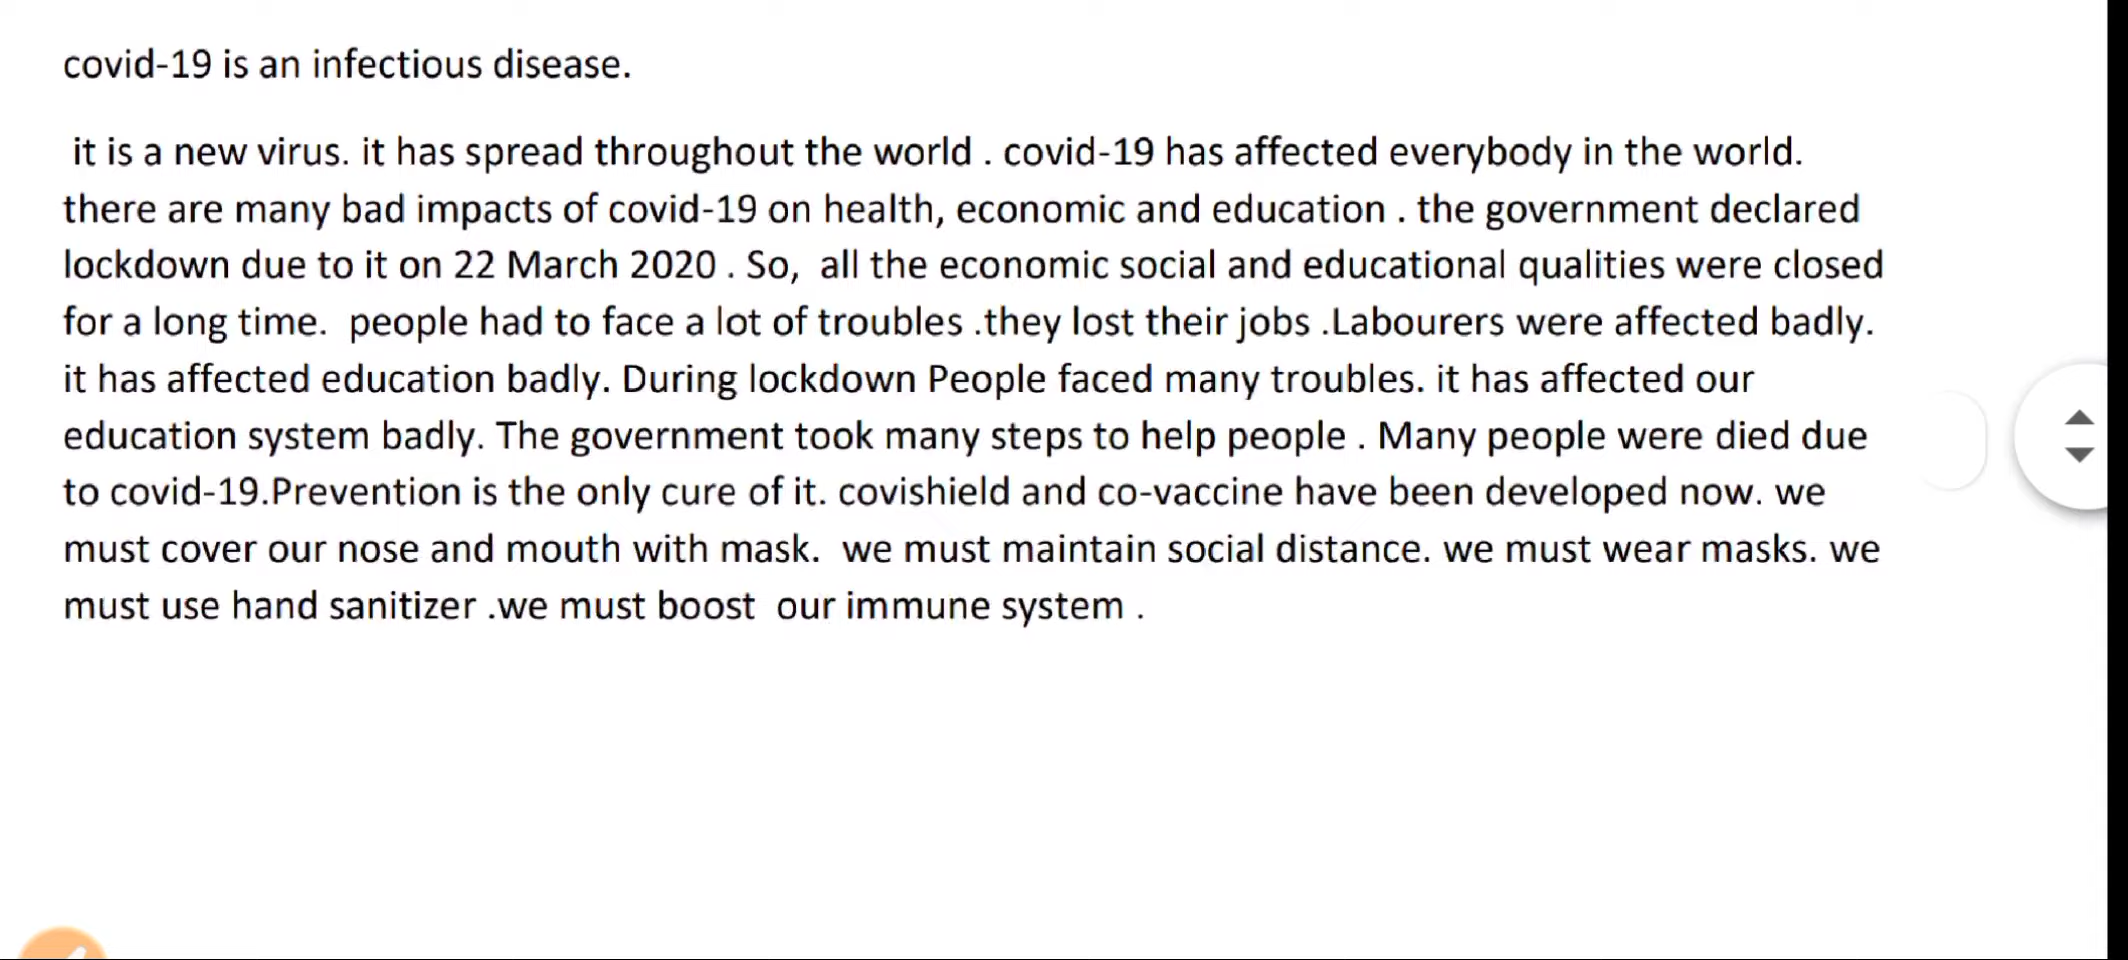 covid-19 is an infectious disease.
it is a new virus. it has spread throughout the world . covid-19 has affected everybody in the world.
there are many bad impacts of covid-19 on health, economic and education . the government declared
lockdown due to it on 22 March 2020 . So,  all the economic social and educational qualities were closed
for a long time.  people had to face a lot of troubles .they lost their jobs .Labourers were affected badly.
it has affected education badly. During lockdown People faced many troubles. it has affected our
education system badly. The government took many steps to help people . Many people were died due
to covid-19.Prevention is the only cure of it. covishield and co-vaccine have been developed now. we
must cover our nose and mouth with mask.  we must maintain social distance. we must wear masks. we
must use hand sanitizer .we must boost  our immune system .